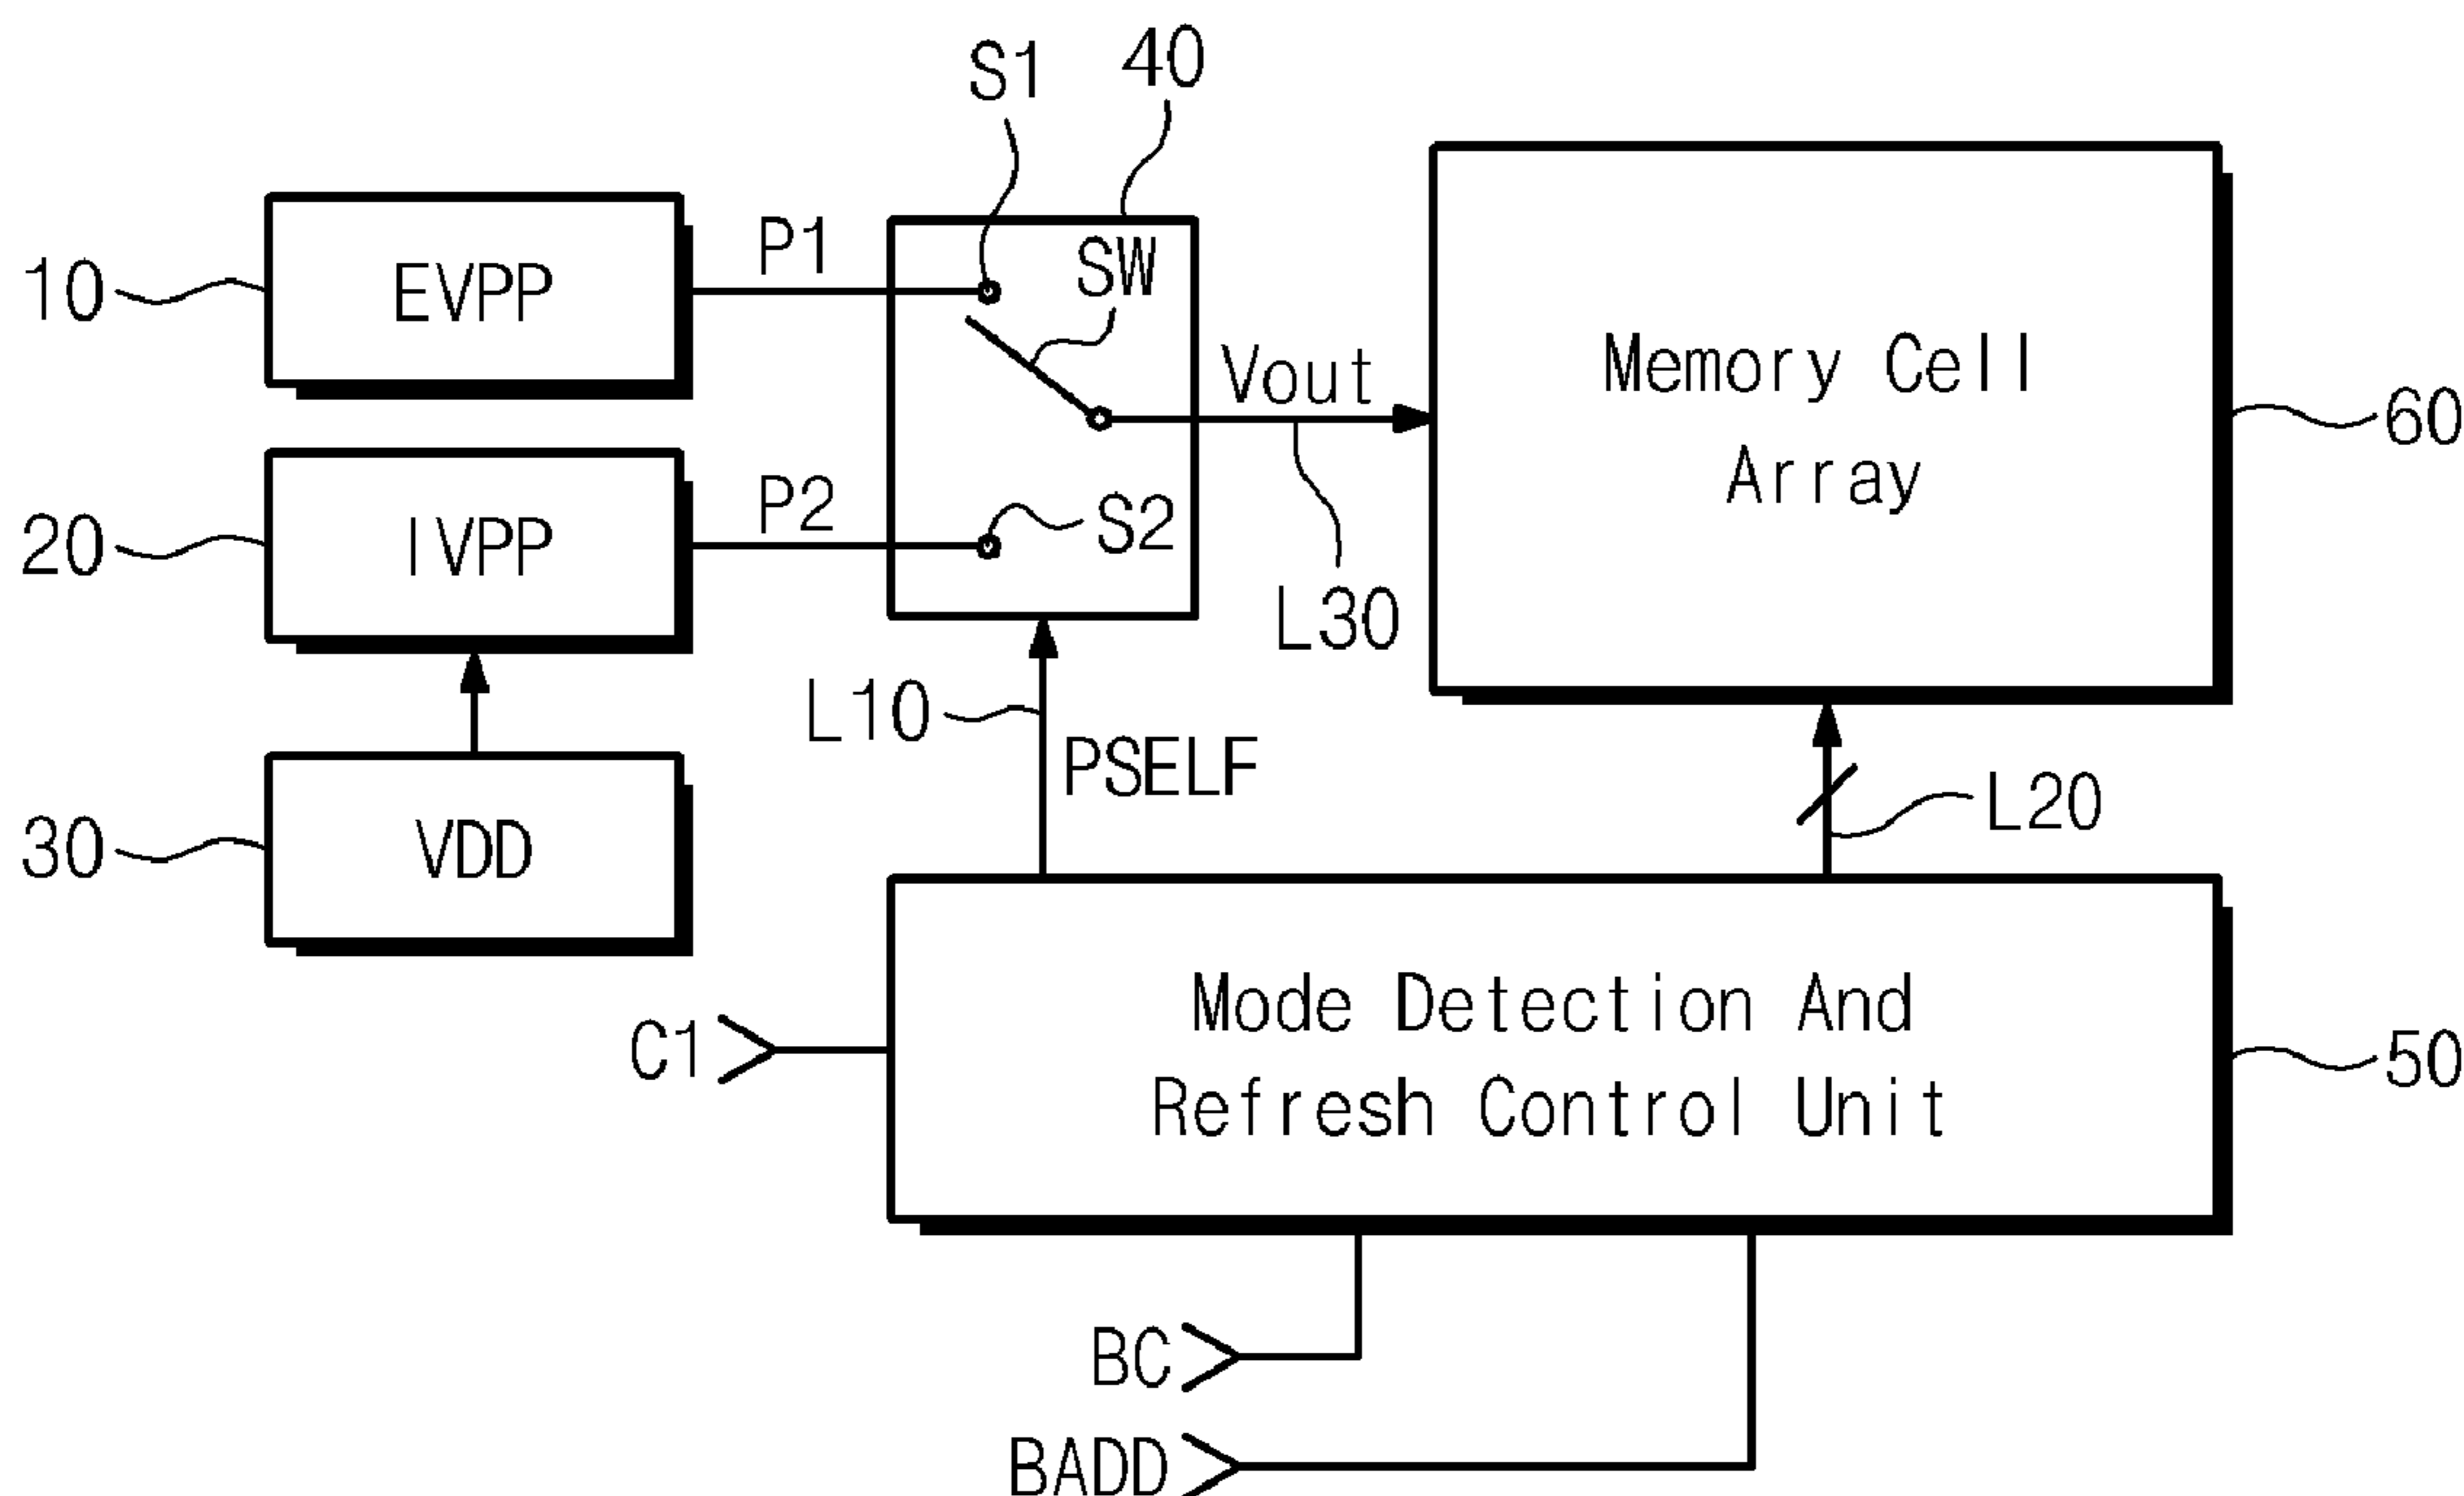 S1
40
10
EVPP
P1
SW
Vout
Memory Cell
Array
60
20
IVPP
P2
S2
L30
30
VDD
L10
PSELF
L20
C1
Mode Detection And
Refresh Control Unit
50
BC
BADD